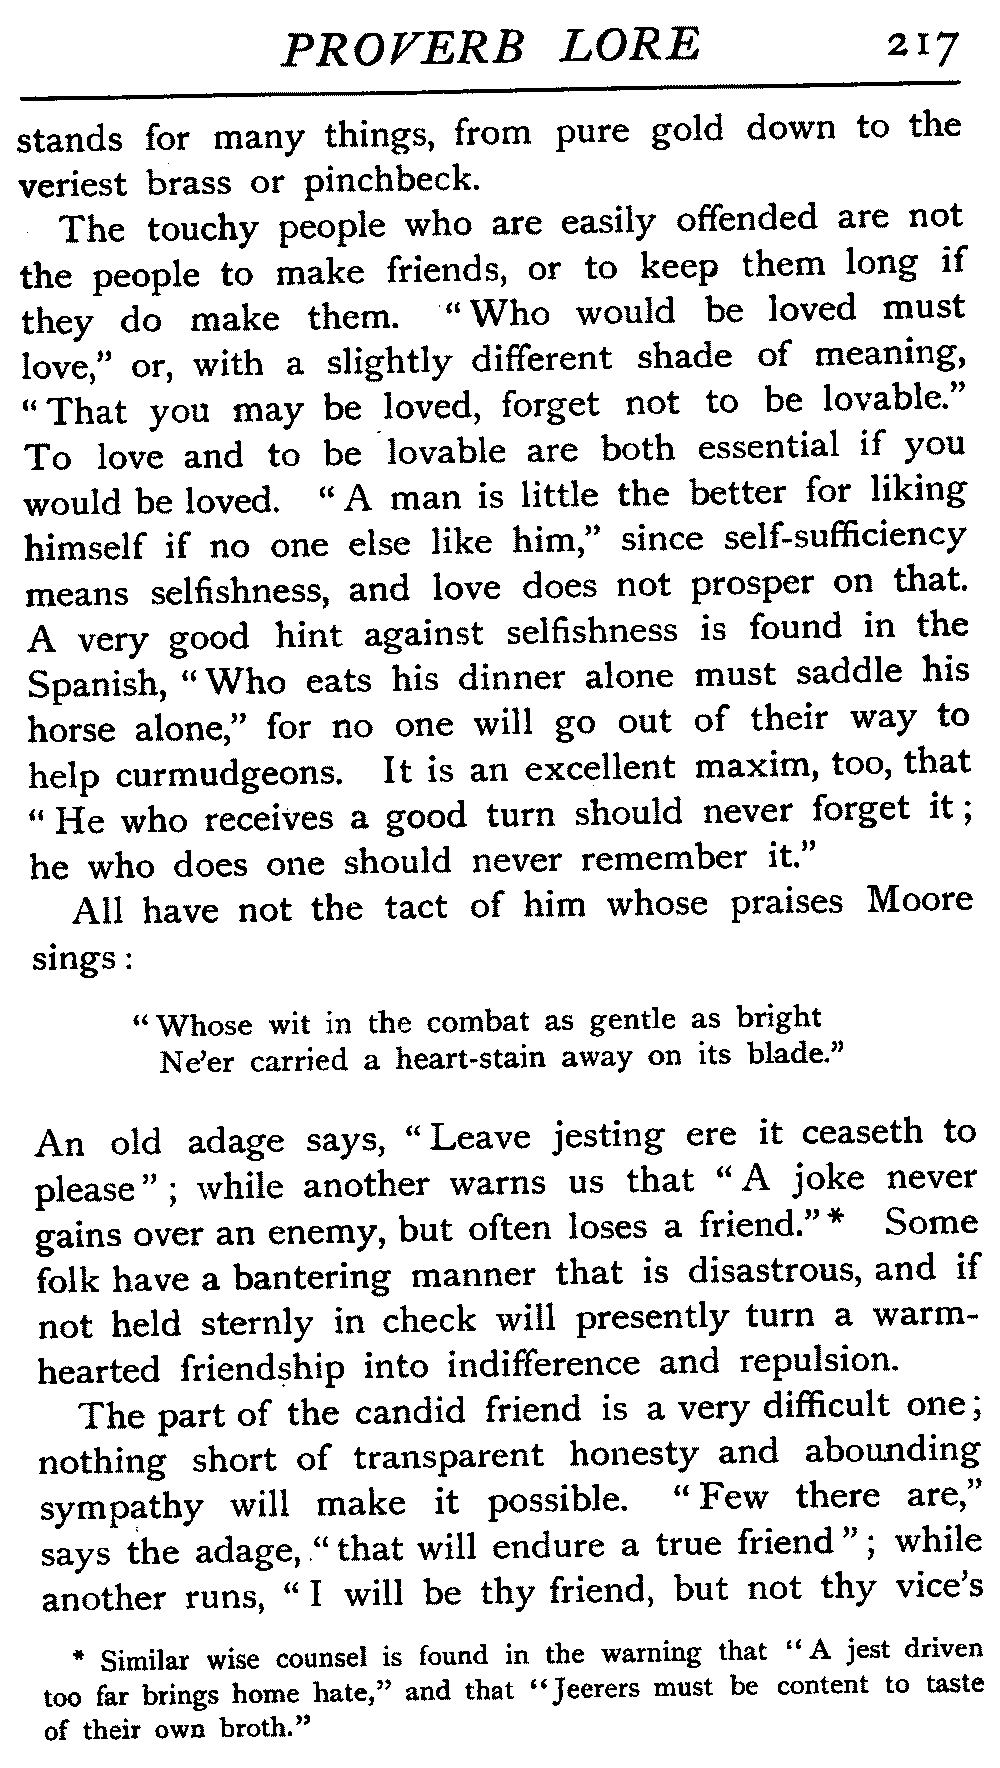 PROVERB LORE 217
stands for many things, from pure gold down to the
veriest brass or pinchbeck.
The touchy people who are easily offended are not
the people to make friends, or to keep them long if
they do make them. “Who would be loved must
love,” or, with a slightly different shade of meaning,
“That you may be loved, forget not to be lovable.”
To love and to be lovable are both essential if you
would be loved. “A man is little the better for liking
himself if no one else like him,” since self-sufficiency
means selfishness, and love does not prosper on that.
A very good hint against selfishness is found in the
Spanish, “Who eats his dinner alone must saddle his
horse alone,” for no one will go out of their way to
help curmudgeons. It is an excellent maxim, too, that
“He who receives a good turn should never forget it;
he who does one should never remember it.”
All have not the tact of him whose praises Moore
sings:
“Whose wit in the combat as gentle as bright
Ne’er carried a heart-stain away on its blade.”
An old adage says, “Leave jesting ere it ceaseth to
please”; while another warns us that “A joke never
gains over an enemy, but often loses a friend.”* Some
folk have a bantering manner that is disastrous, and if
not held sternly in check will presently turn a warm-
hearted friendship into indifference and repulsion.
The part of the candid friend is a very difficult one;
nothing short of transparent honesty and abounding
sympathy will make it possible. “Few there are,”
says the adage, “that will endure a true friend”; while
another runs, “I will be thy friend, but not thy vice’s
* Similar wise counsel is found in the warning that “A jest driven
too far brings home hate,” and that “Jeerers must be content to taste
of their own broth.”